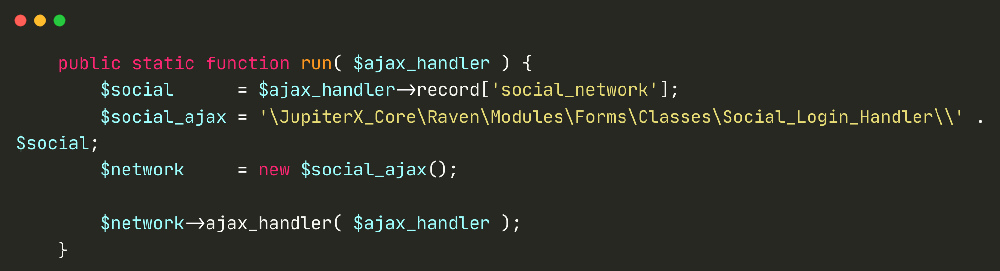 public static function run( $ajax_handler ) {
$social      = $ajax_handler->record['social_network'];
$social_ajax = '\JupiterX_Core\Raven\Modules\Forms\Classes\Social_Login_Handler\\' .
$social;
$network     = new $social_ajax();
$network->ajax_handler( $ajax_handler );
}